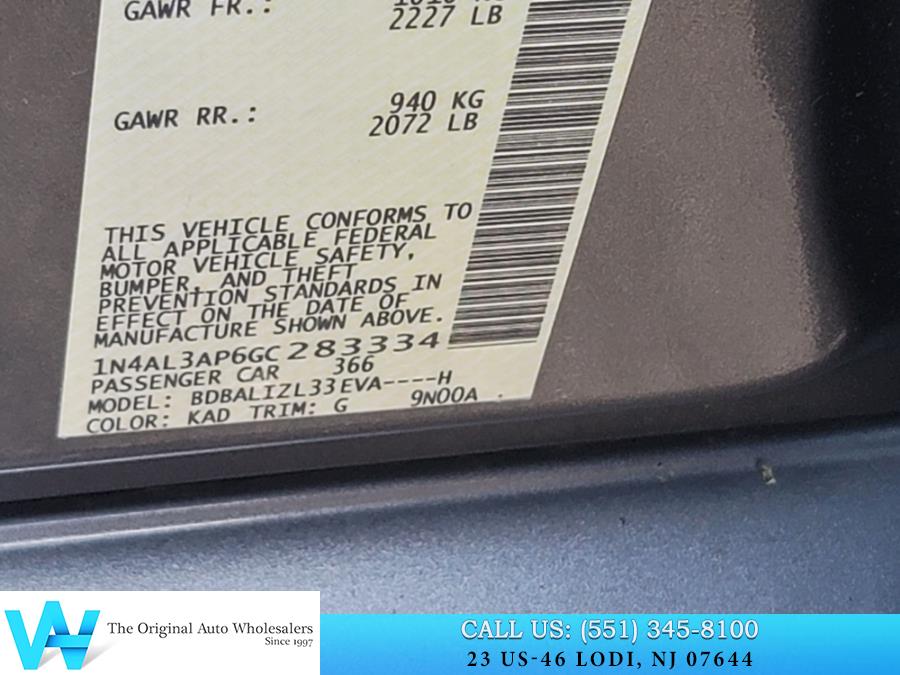 GAWR FR.:
2227 LB
GAWR RR.: 940 KG
2072 LB
THIS VEHICLE CONFORMS TO
ALL APPLICABLE FEDERAL
MOTOR VEHICLE SAFETY,
BUMPER, AND THEFT
PREVENTION STANDARDS IN
EFFECT ON THE DATE OF
MANUFACTURE SHOWN ABOVE.
1N4AL3AP6GC283334
PASSENGER CAR 366
MODEL: BDBALIZL33EVA----H
COLOR: KAD TRIM: G 9N00A
The Original Auto Wholesalers
Since 1997
CALL US: (551) 345-8100
23 US-46 LODI, NJ 07644